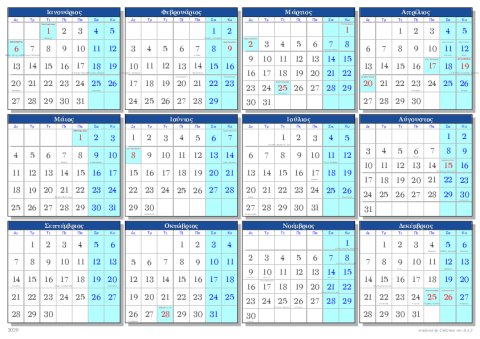 Ιανουάριος
Δε Τρ Τε Πε Πα Σα Κυ
1 2 3 4 5
6 7 8 9 10 11 12
13 14 15 16 17 18 19
20 21 22 23 24 25 26
27 28 29 30 31
Φεβρουάριος
Δε Τρ Τε Πε Πα Σα Κυ
1 2
3 4 5 6 7 8 9
10 11 12 13 14 15 16
17 18 19 20 21 22 23
24 25 26 27 28 29
Μάρτιος
Δε Τρ Τε Πε Πα Σα Κυ
1
2 3 4 5 6 7 8
9 10 11 12 13 14 15
16 17 18 19 20 21 22
23 24 25 26 27 28 29
30 31
Απρίλιος
Δε Τρ Τε Πε Πα Σα Κυ
1 2 3 4 5
6 7 8 9 10 11 12
13 14 15 16 17 18 19
20 21 22 23 24 25 26
27 28 29 30
Μάϊος
Δε Τρ Τε Πε Πα Σα Κυ
1 2 3
4 5 6 7 8 9 10
11 12 13 14 15 16 17
18 19 20 21 22 23 24
25 26 27 28 29 30 31
Ιούνιος
Δε Τρ Τε Πε Πα Σα Κυ
1 2 3 4 5 6 7
8 9 10 11 12 13 14
15 16 17 18 19 20 21
22 23 24 25 26 27 28
29 30
Ιούλιος
Δε Τρ Τε Πε Πα Σα Κυ
1 2 3 4 5
6 7 8 9 10 11 12
13 14 15 16 17 18 19
20 21 22 23 24 25 26
27 28 29 30 31
Αύγουστος
Δε Τρ Τε Πε Πα Σα Κυ
1 2
3 4 5 6 7 8 9
10 11 12 13 14 15 16
17 18 19 20 21 22 23
24 25 26 27 28 29 30
31
Σεπτέμβριος
Δε Τρ Τε Πε Πα Σα Κυ
1 2 3 4 5 6
7 8 9 10 11 12 13
14 15 16 17 18 19 20
21 22 23 24 25 26 27
28 29 30
Οκτώβριος
Δε Τρ Τε Πε Πα Σα Κυ
1 2 3 4
5 6 7 8 9 10 11
12 13 14 15 16 17 18
19 20 21 22 23 24 25
26 27 28 29 30 31
Νοέμβριος
Δε Τρ Τε Πε Πα Σα Κυ
1
2 3 4 5 6 7 8
9 10 11 12 13 14 15
16 17 18 19 20 21 22
23 24 25 26 27 28 29
30
Δεκέμβριος
Δε Τρ Τε Πε Πα Σα Κυ
1 2 3 4 5 6
7 8 9 10 11 12 13
14 15 16 17 18 19 20
21 22 23 24 25 26 27
28 29 30 31
2020